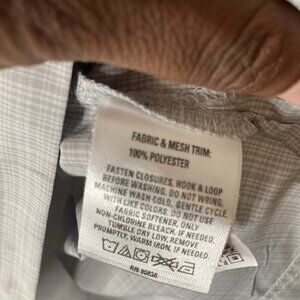 FABRIC & MESH TRIM:
100% POLYESTER
FASTEN CLOSURES, HOOK & LOOP
BEFORE WASHING. DO NOT WRING.
MACHINE WASH COLD, GENTLE CYCLE,
WITH LIKE COLORS. DO NOT USE
FABRIC SOFTENER. ONLY
NON-CHLORINE BLEACH, IF NEEDED.
TUMBLE DRY LOW, REMOVE
PROMPTLY, WARM IRON, IF NEEDED.
RN 90836